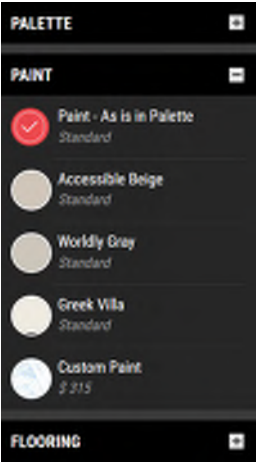 PALETTE
PAINT
Paint - As is in Palette
Standard
Accessible Beige
Standard
Worldly Gray
Standard
Greek Villa
Standard
Custom Paint
$ 315
FLOORING